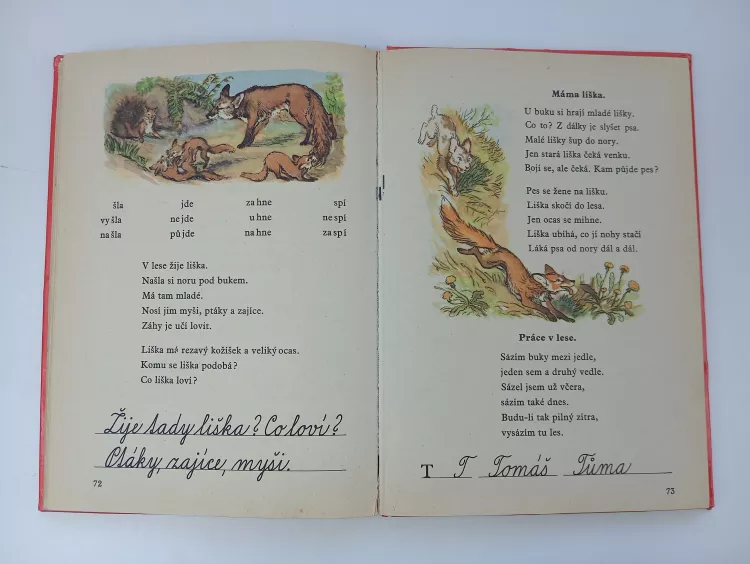 šla jde za hne spí
vy šla ne jde u hne ne spí
na šla pů jde na hne za spí
V lese žije liška.
Našla si noru pod bukem.
Má tam mladé.
Nosí jim myši, ptáky a zajíce.
Záhy je učí lovit.
Liška má rezavý kožíšek a veliký ocas.
Komu se liška podobá?
Co liška loví?
Žije tady liška? Co loví?
Ptáky, zajíce, myši.
72
Máma liška.
U buku si hrají mladé lišky.
Co to? Z dálky je slyšet psa.
Malé lišky šup do nory.
Jen stará liška čeká venku.
Bojí se, ale čeká. Kam půjde pes?
Pes se žene na lišku.
Liška skočí do lesa.
Jen ocas se mihne.
Liška ubíhá, co jí nohy stačí
Láká psa od nory dál a dál.
Práce v lese.
Sázím buky mezi jedle,
jeden sem a druhý vedle.
Sázel jsem už včera,
sázím také dnes.
Budu-li tak pilný zítra,
vysázím tu les.
T T Tomáš Tůma
73